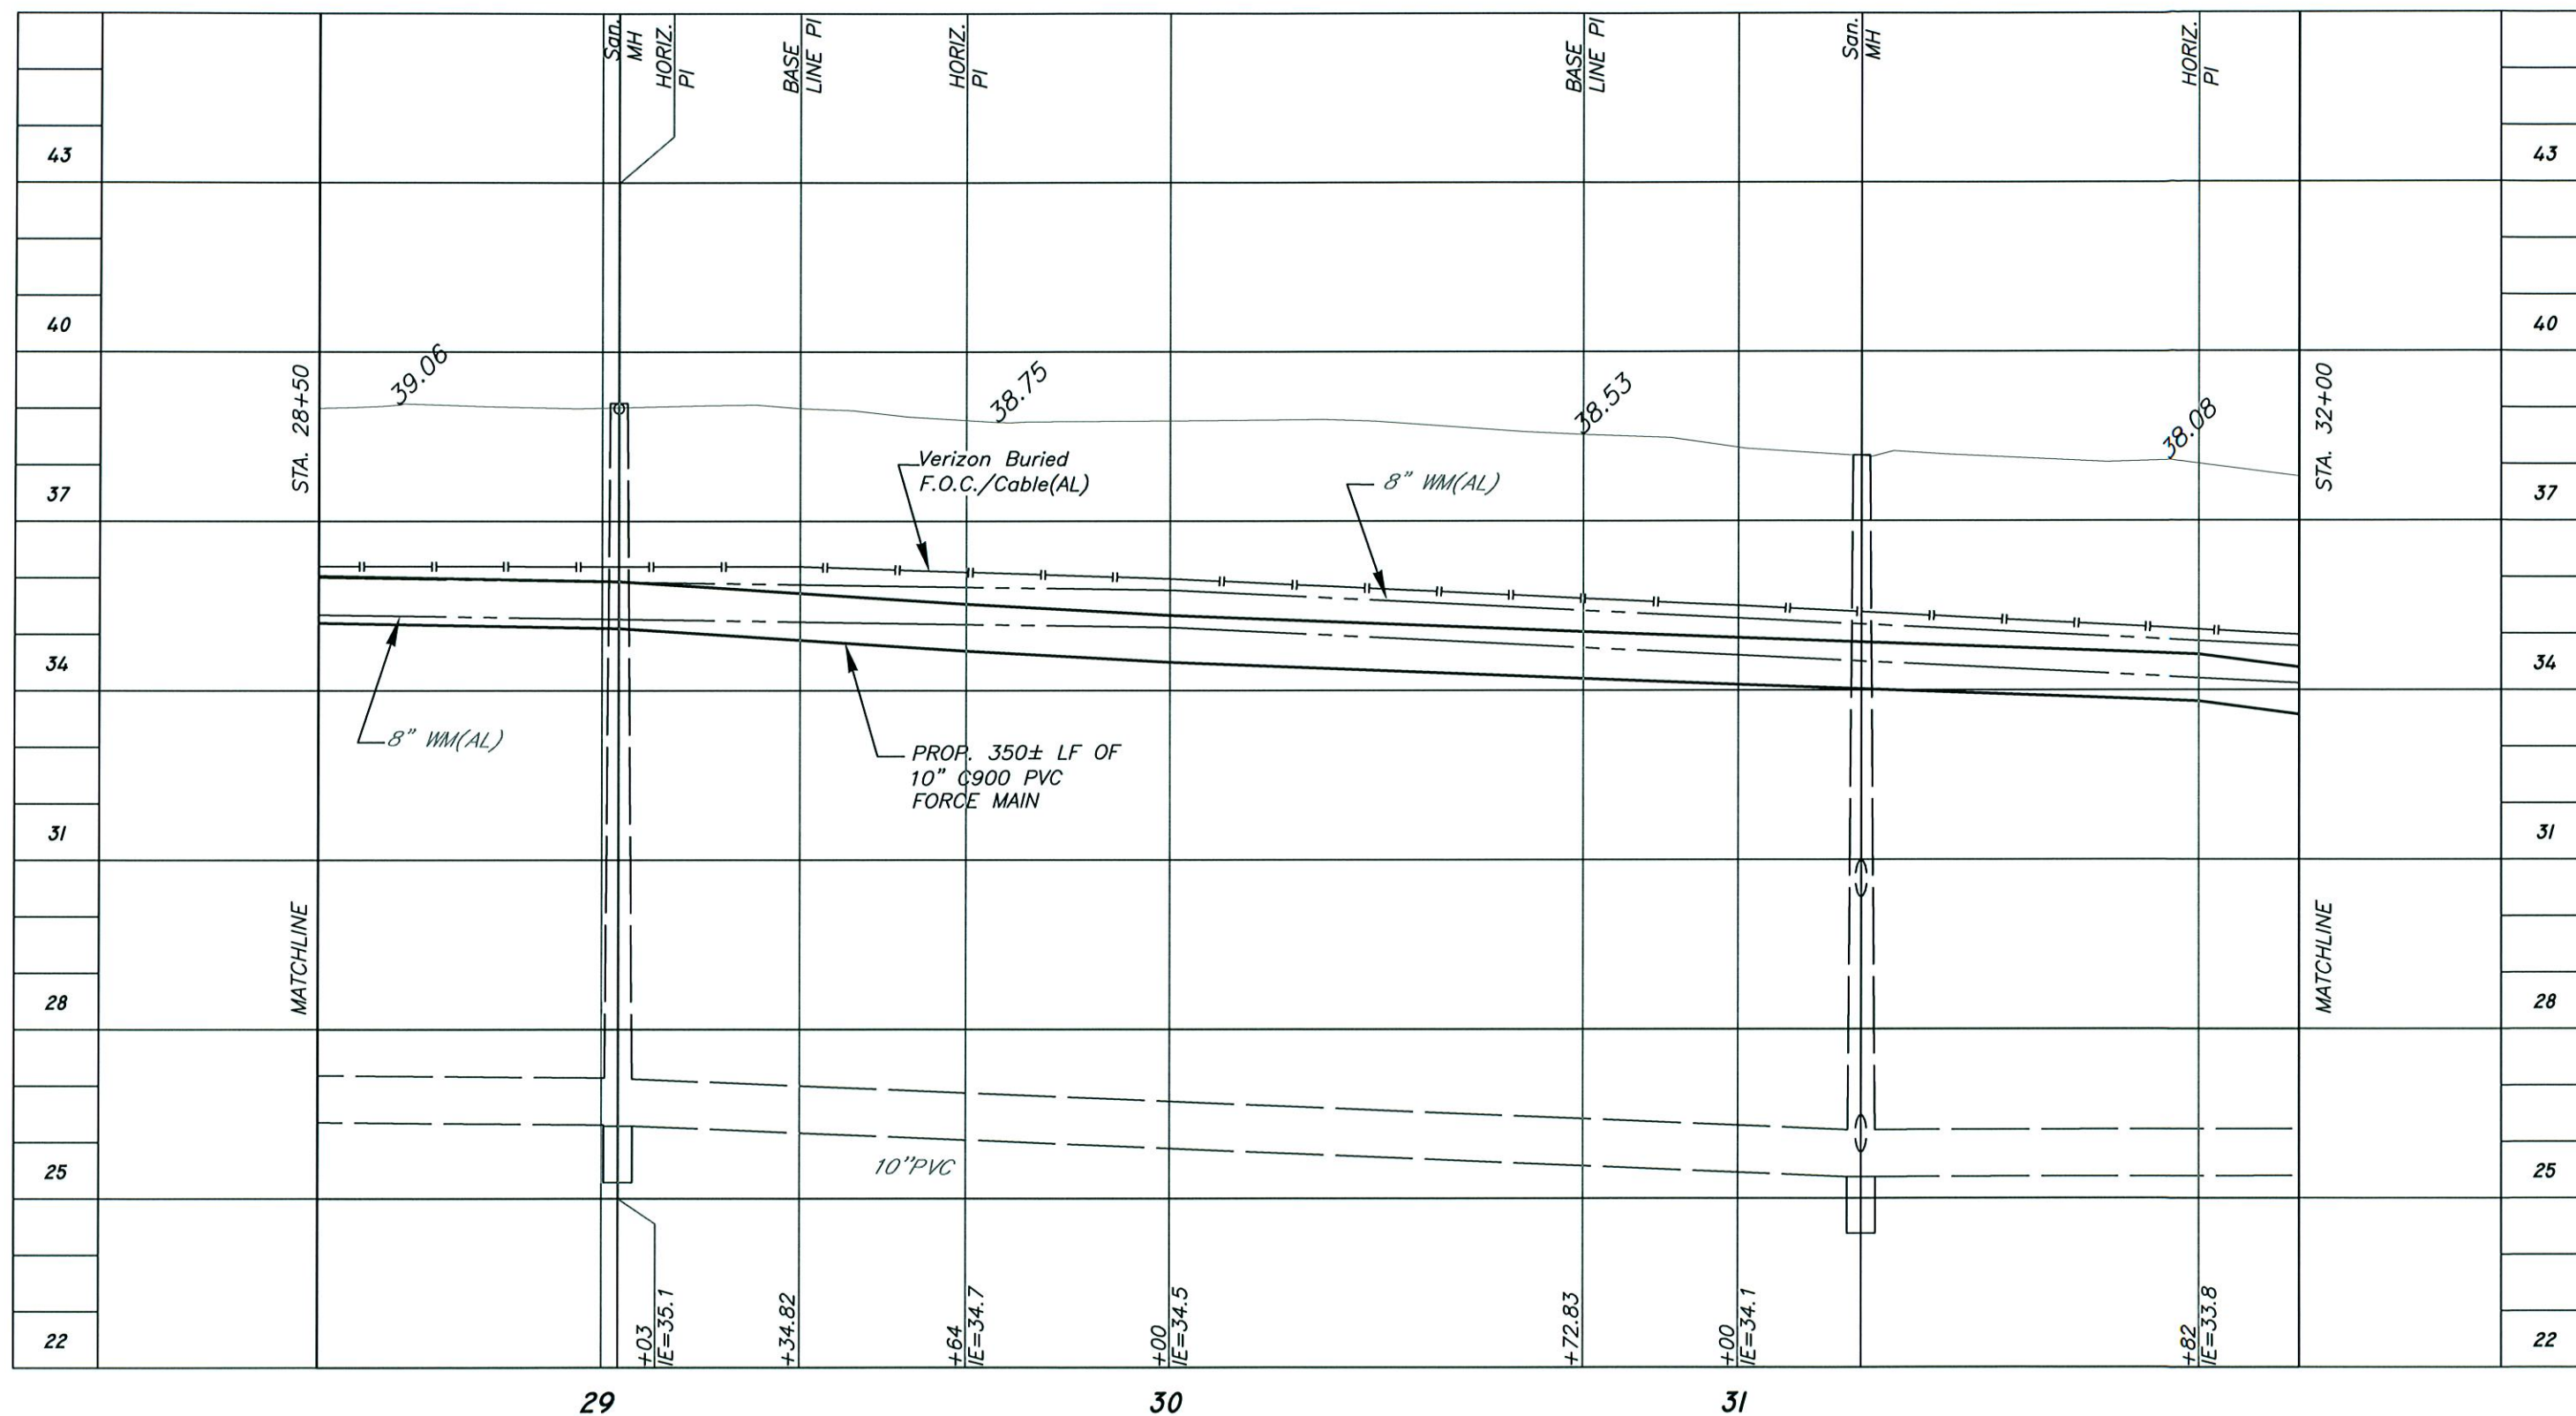 San.
MH
HORIZ.
PI
BASE
LINE PI
HORIZ.
PI
BASE
LINE PI
San.
MH
HORIZ.
PI
43
43
40
40
39.06
38.75
38.53
38.08
STA. 28+50
STA. 32+00
37
37
Verizon Buried
F.O.C./Cable(AL)
8" WM(AL)
34
34
8" WM(AL)
PROP. 350± LF OF
10" C900 PVC
FORCE MAIN
31
31
MATCHLINE
MATCHLINE
28
28
25
25
10"PVC
+03
IE=35.1
+34.82
+64
IE=34.7
+00
IE=34.5
+72.83
+00
IE=34.1
+82
IE=33.8
22
22
29
30
31